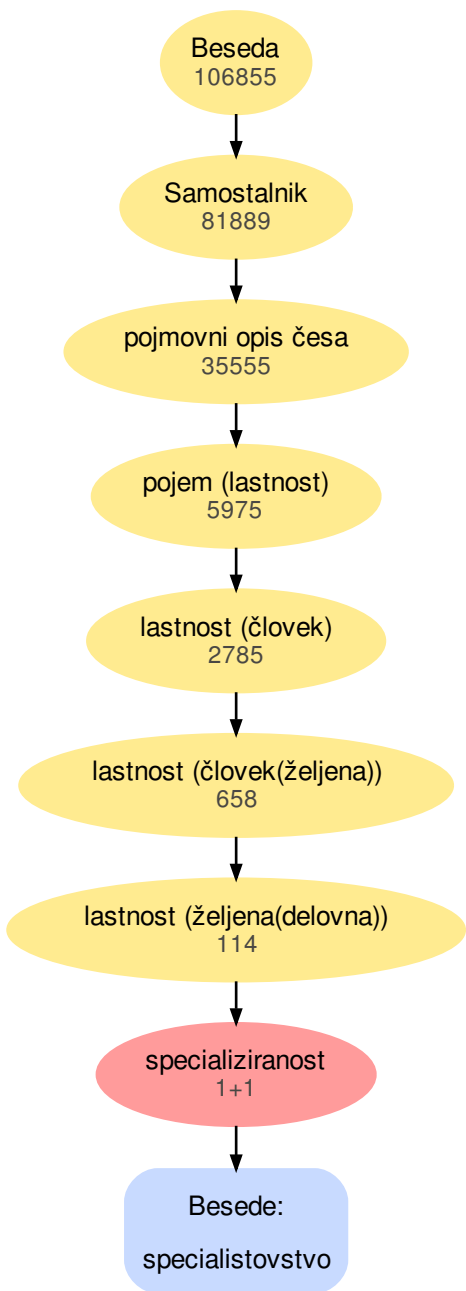 Beseda
106855
Samostalnik
81889
pojmovni opis česa
35555
pojem (lastnost)
5975
lastnost (človek)
2785
lastnost (človek(željena))
658
lastnost (željena(delovna))
114
specializiranost
1+1
Besede:
specialistovstvo